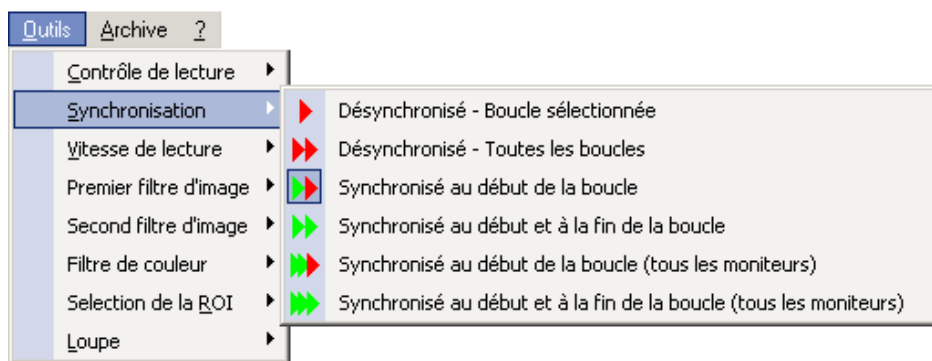 Outils Archive ?
Contrôle de lecture
Synchronisation
Vitesse de lecture
Premier filtre d'image
Second filtre d'image
Filtre de couleur
Selection de la ROI
Loupe
Désynchronisé - Boucle sélectionnée
Désynchronisé - Toutes les boucles
Synchronisé au début de la boucle
Synchronisé au début et à la fin de la boucle
Synchronisé au début de la boucle (tous les moniteurs)
Synchronisé au début et à la fin de la boucle (tous les moniteurs)